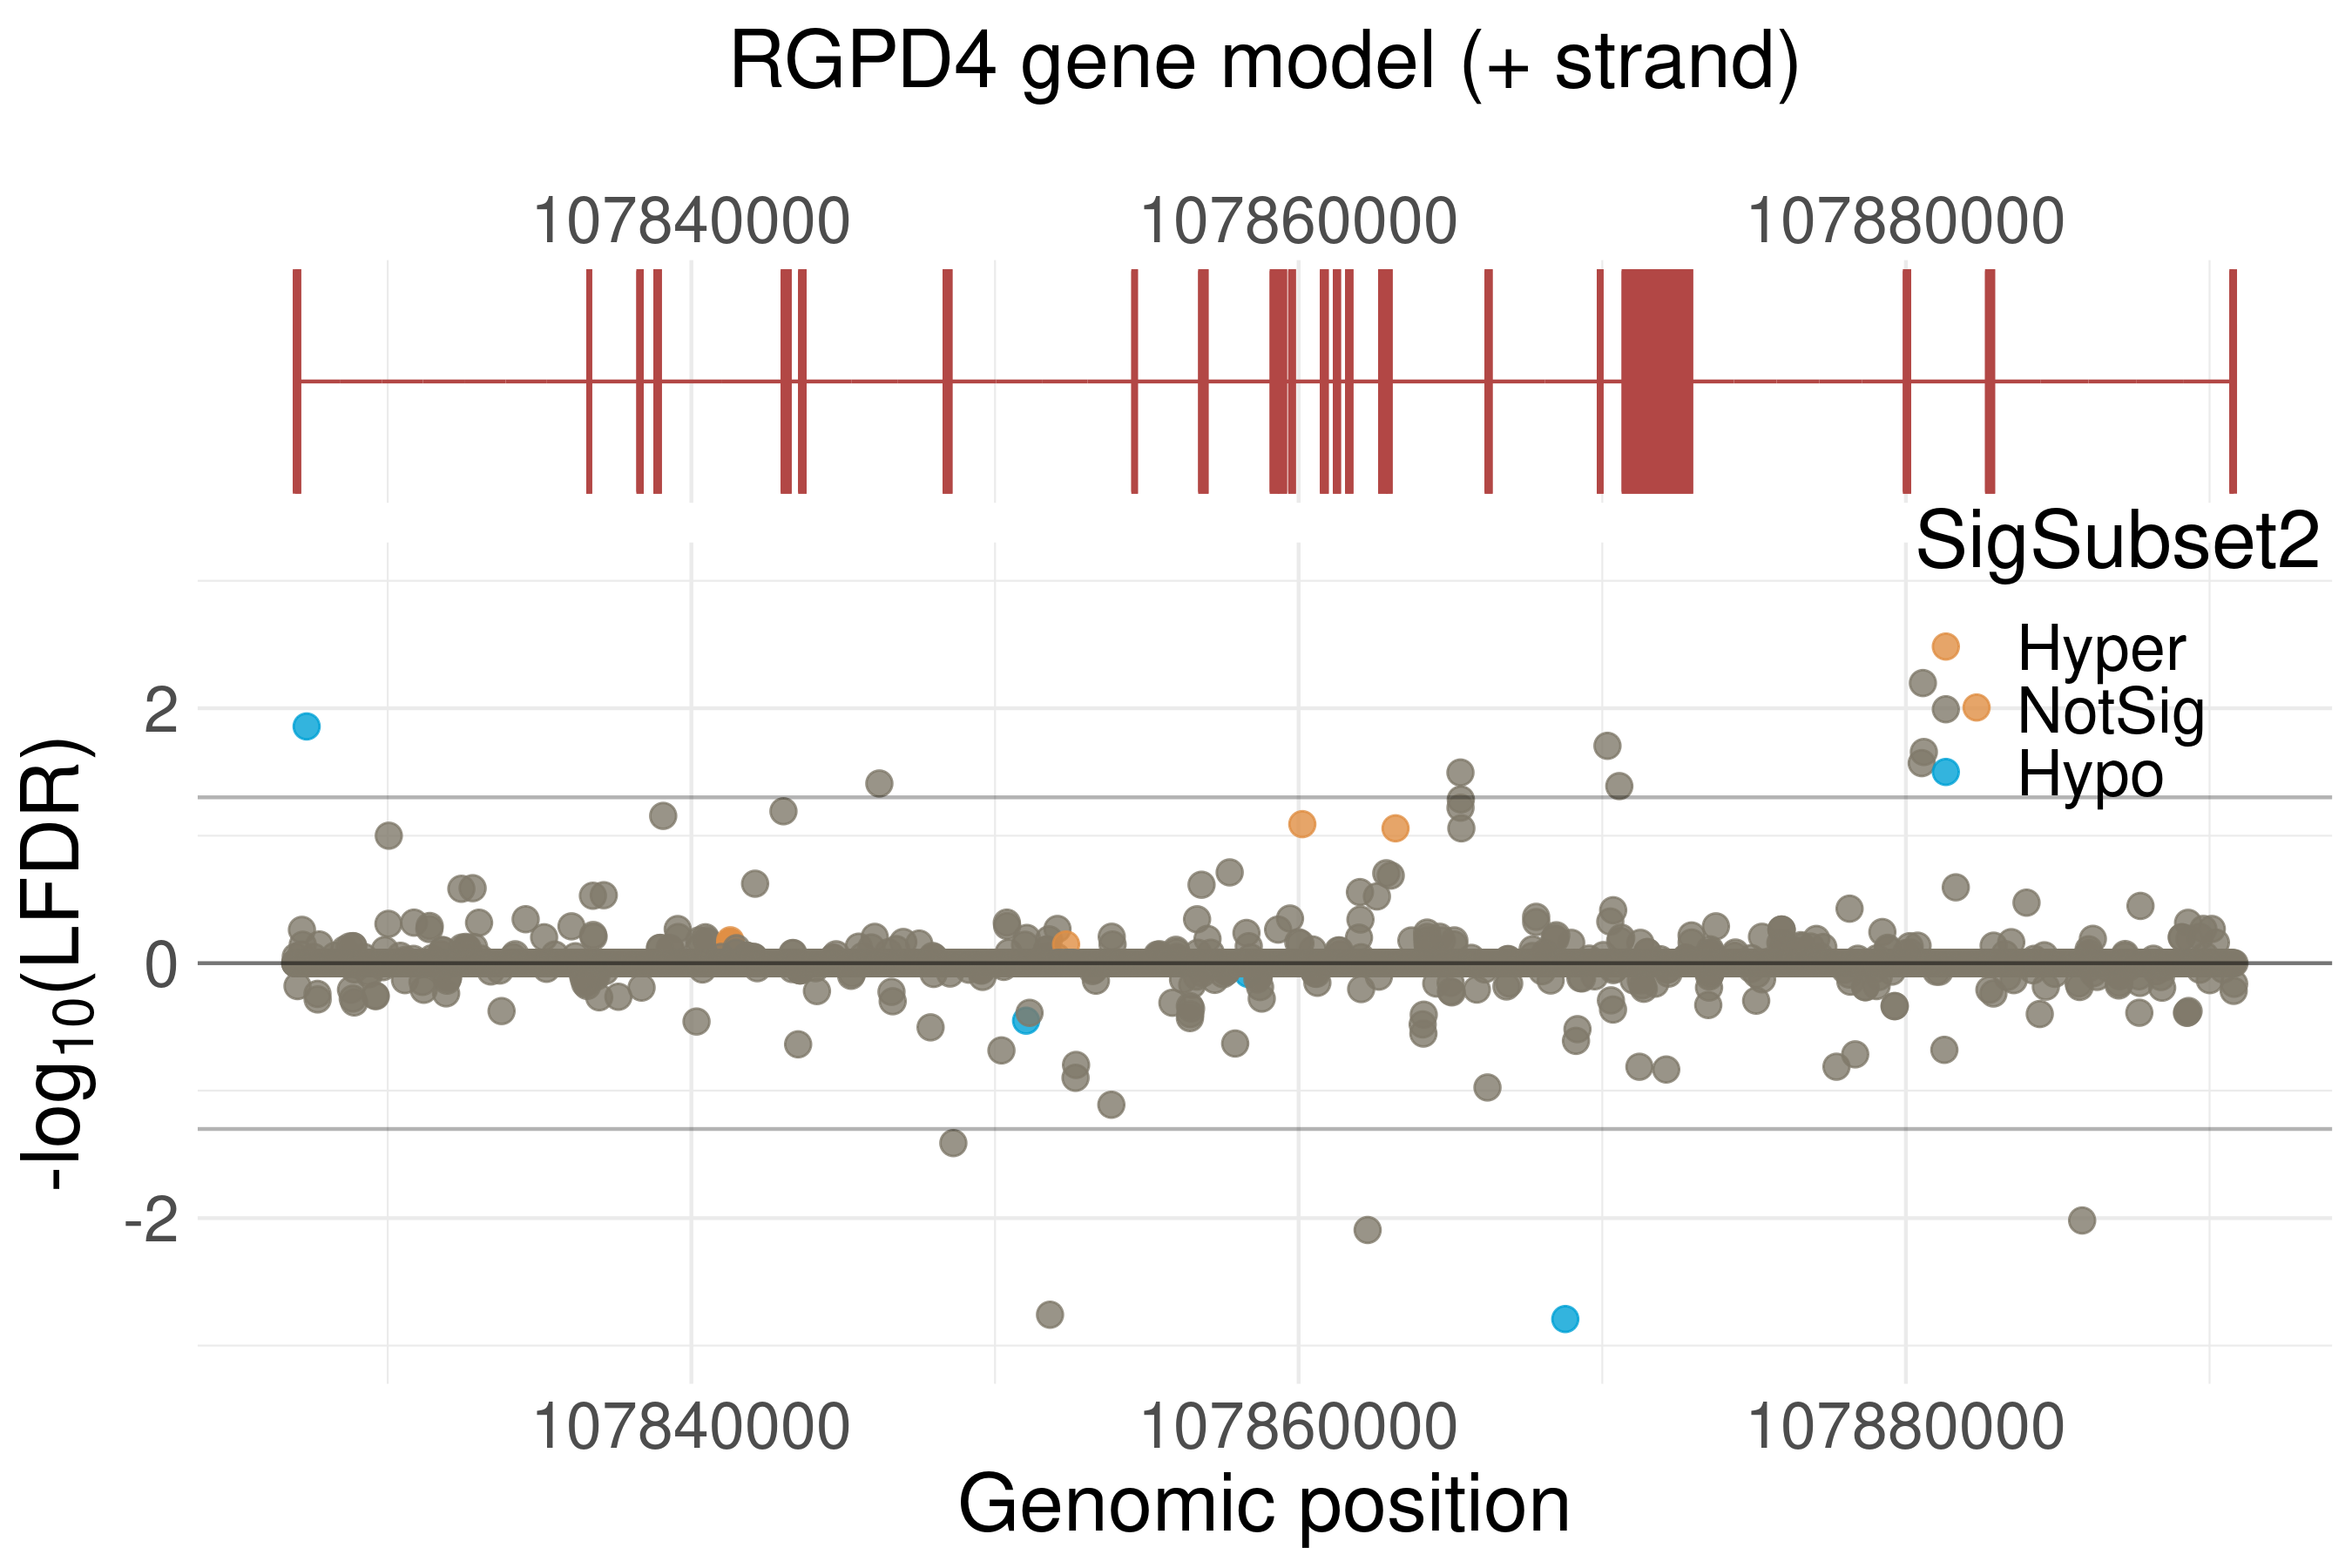 RGPD4 gene model (+ strand)
107840000 107860000 107880000
SigSubset2
Hyper
NotSig
Hypo
2
0
-2
-log10(LFDR)
107840000 107860000 107880000
Genomic position